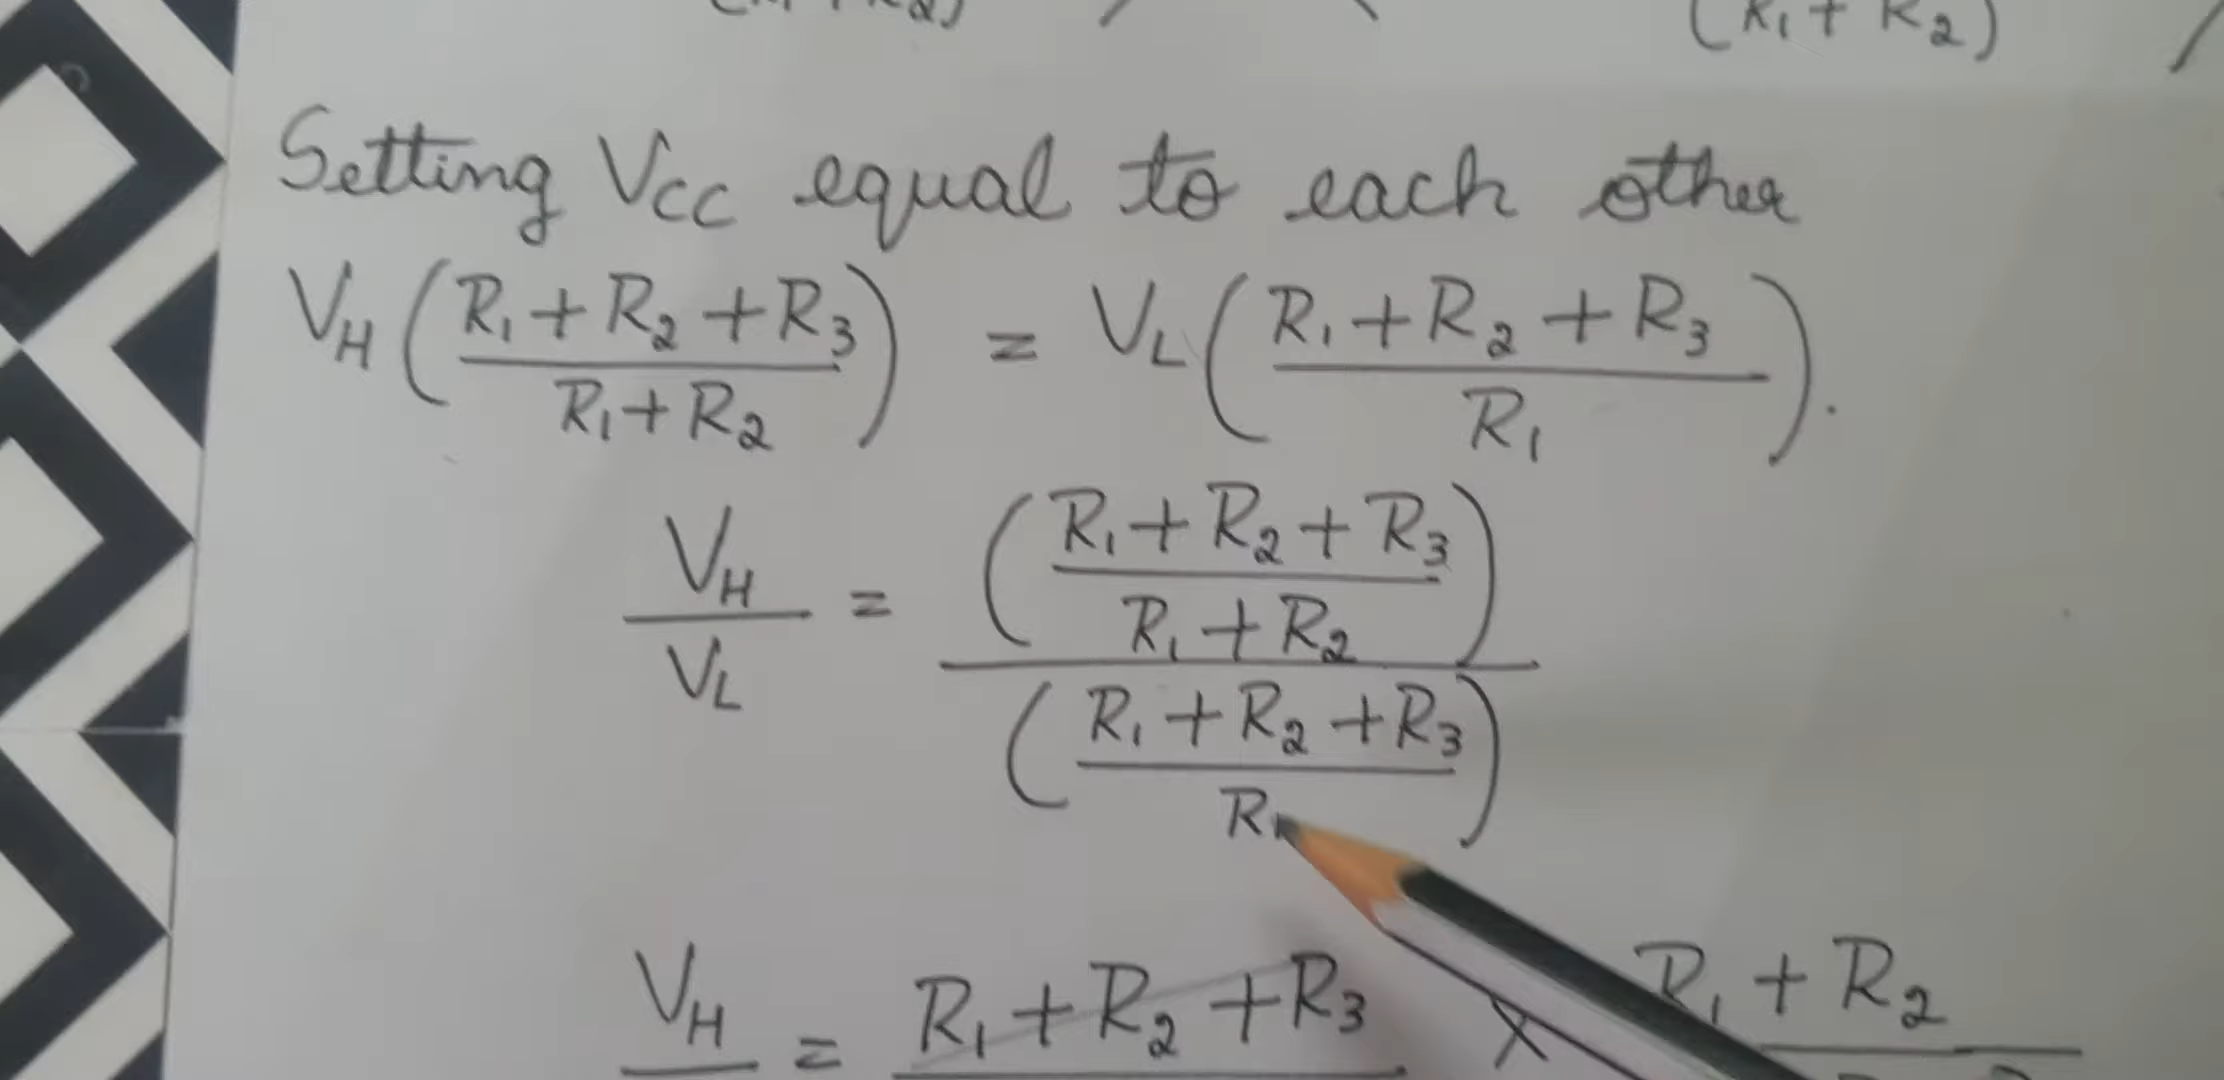 (R₁ + R₂)
Setting Vcc equal to each other
V_H ( (R₁ + R₂ + R₃) / (R₁ + R₂) ) = V_L ( (R₁ + R₂ + R₃) / R₁ ).
V_H / V_L = ( (R₁ + R₂ + R₃) / (R₁ + R₂) ) / ( (R₁ + R₂ + R₃) / R₁ )
V_H = R₁ + R₂ + R₃ × R₁ + R₂